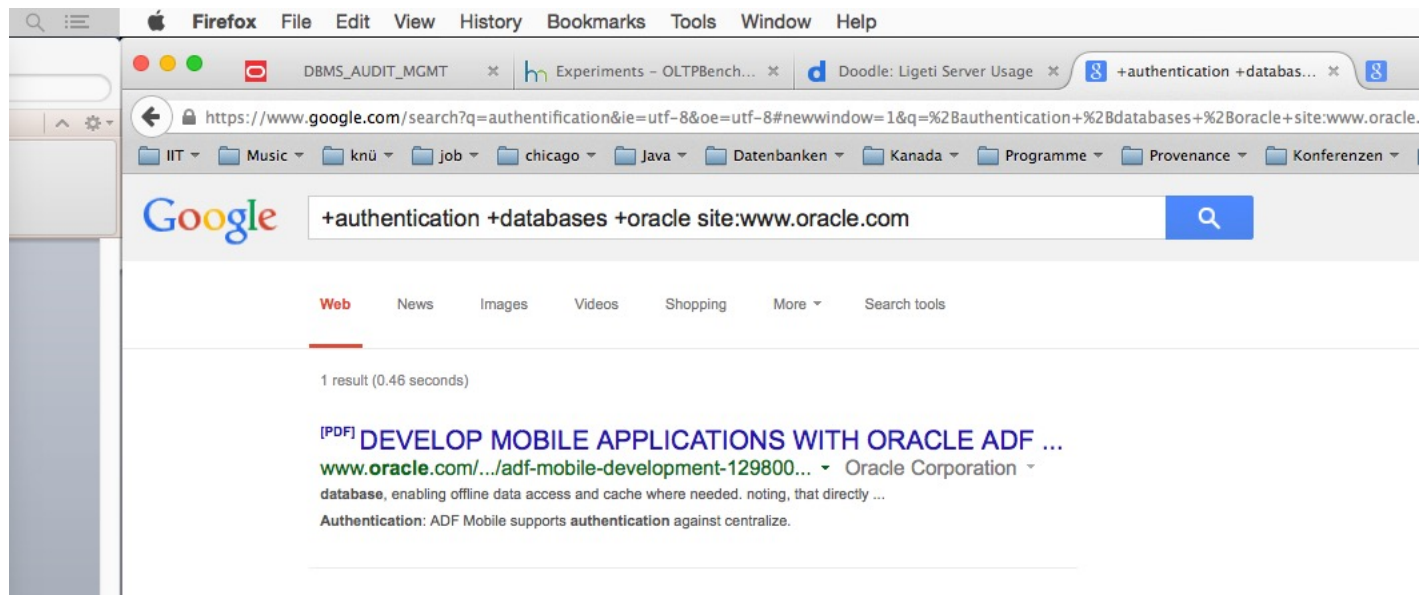 Firefox File Edit View History Bookmarks Tools Window Help
DBMS_AUDIT_MGMT Experiments – OLTPBench... Doodle: Ligeti Server Usage +authentication +databas...
https://www.google.com/search?q=authentification&ie=utf-8&oe=utf-8#newwindow=1&q=%2Bauthentication+%2Bdatabases+%2Boracle+site:www.oracle.
IIT Music knü job chicago Java Datenbanken Kanada Programme Provenance Konferenzen
Google +authentication +databases +oracle site:www.oracle.com
Web News Images Videos Shopping More Search tools
1 result (0.46 seconds)
[PDF] DEVELOP MOBILE APPLICATIONS WITH ORACLE ADF ...
www.oracle.com/.../adf-mobile-development-129800... Oracle Corporation
database, enabling offline data access and cache where needed. noting, that directly ...
Authentication: ADF Mobile supports authentication against centralize.